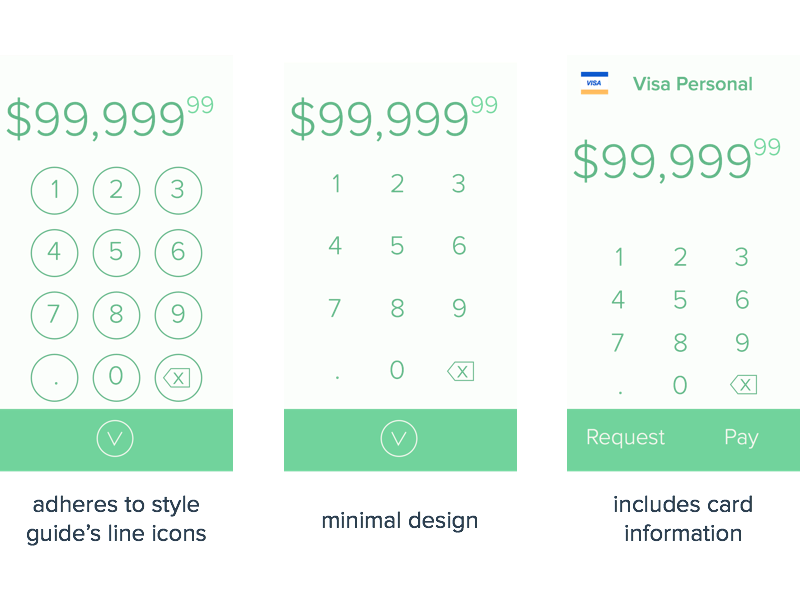 $99,999 99
1 2 3
4 5 6
7 8 9
. 0 X
V
adheres to style
guide’s line icons
$99,999 99
1 2 3
4 5 6
7 8 9
. 0 X
V
minimal design
VISA Visa Personal
$99,999 99
1 2 3
4 5 6
7 8 9
. 0 X
Request Pay
includes card
information